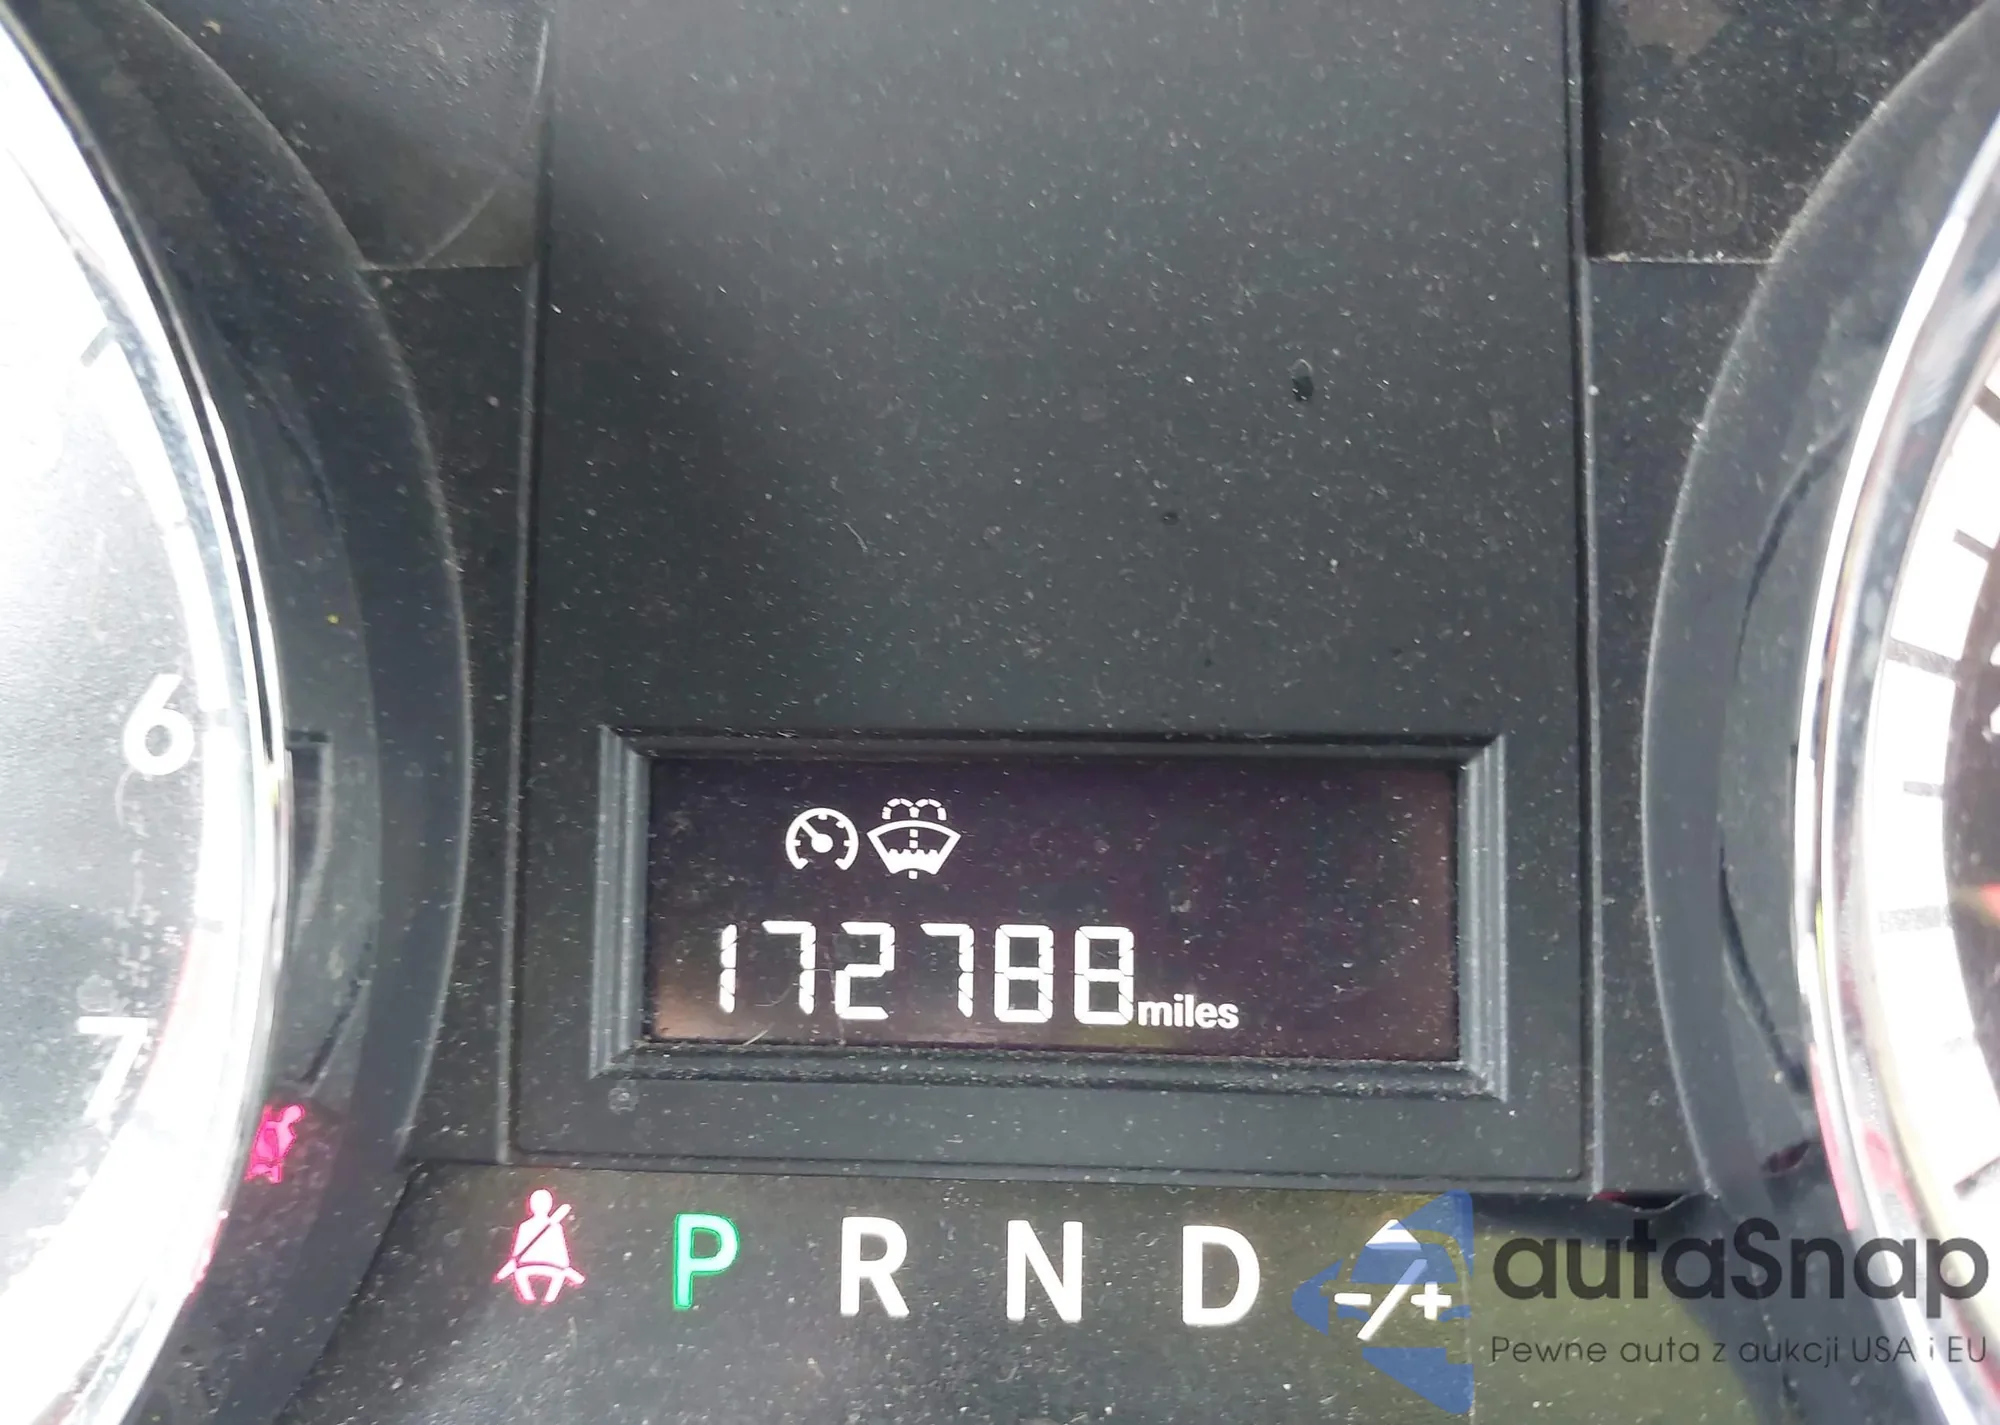 6
7
172788 miles
P R N D -/+
autaSnap
Pewne auta z aukcji USA i EU